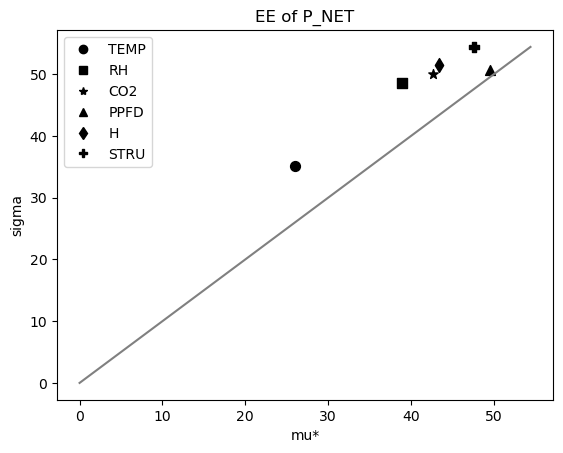 EE of P_NET
TEMP
RH
CO2
PPFD
H
STRU
50
40
30
20
10
0
sigma
0 10 20 30 40 50
mu*